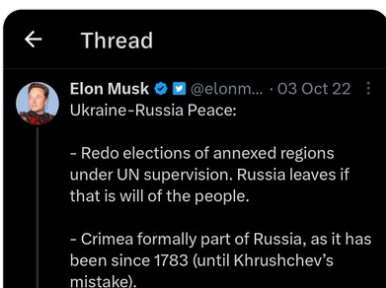 Thread
Elon Musk @elonm... · 03 Oct 22
Ukraine-Russia Peace:
- Redo elections of annexed regions
under UN supervision. Russia leaves if
that is will of the people.
- Crimea formally part of Russia, as it has
been since 1783 (until Khrushchev's
mistake).